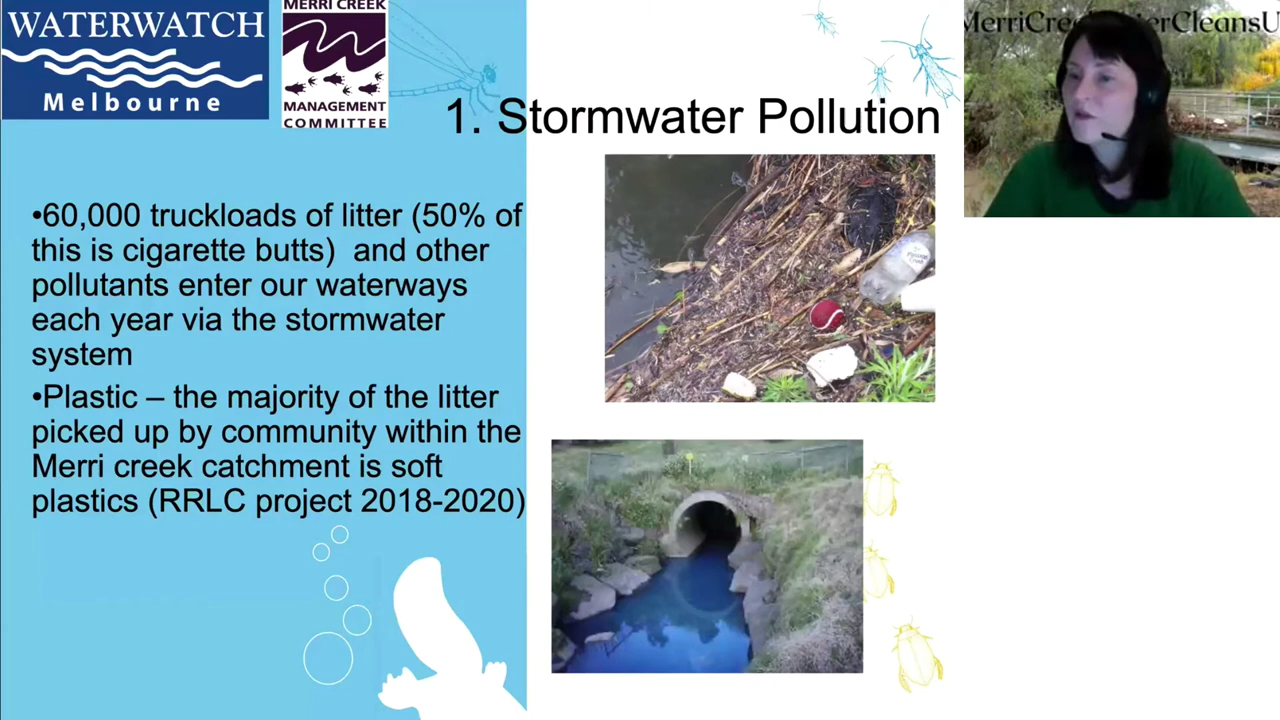 WATERWATCH
Melbourne
MERRI CREEK
MANAGEMENT
COMMITTEE
1. Stormwater Pollution
•60,000 truckloads of litter (50% of
this is cigarette butts)  and other
pollutants enter our waterways
each year via the stormwater
system
•Plastic – the majority of the litter
picked up by community within the
Merri creek catchment is soft
plastics (RRLC project 2018-2020)